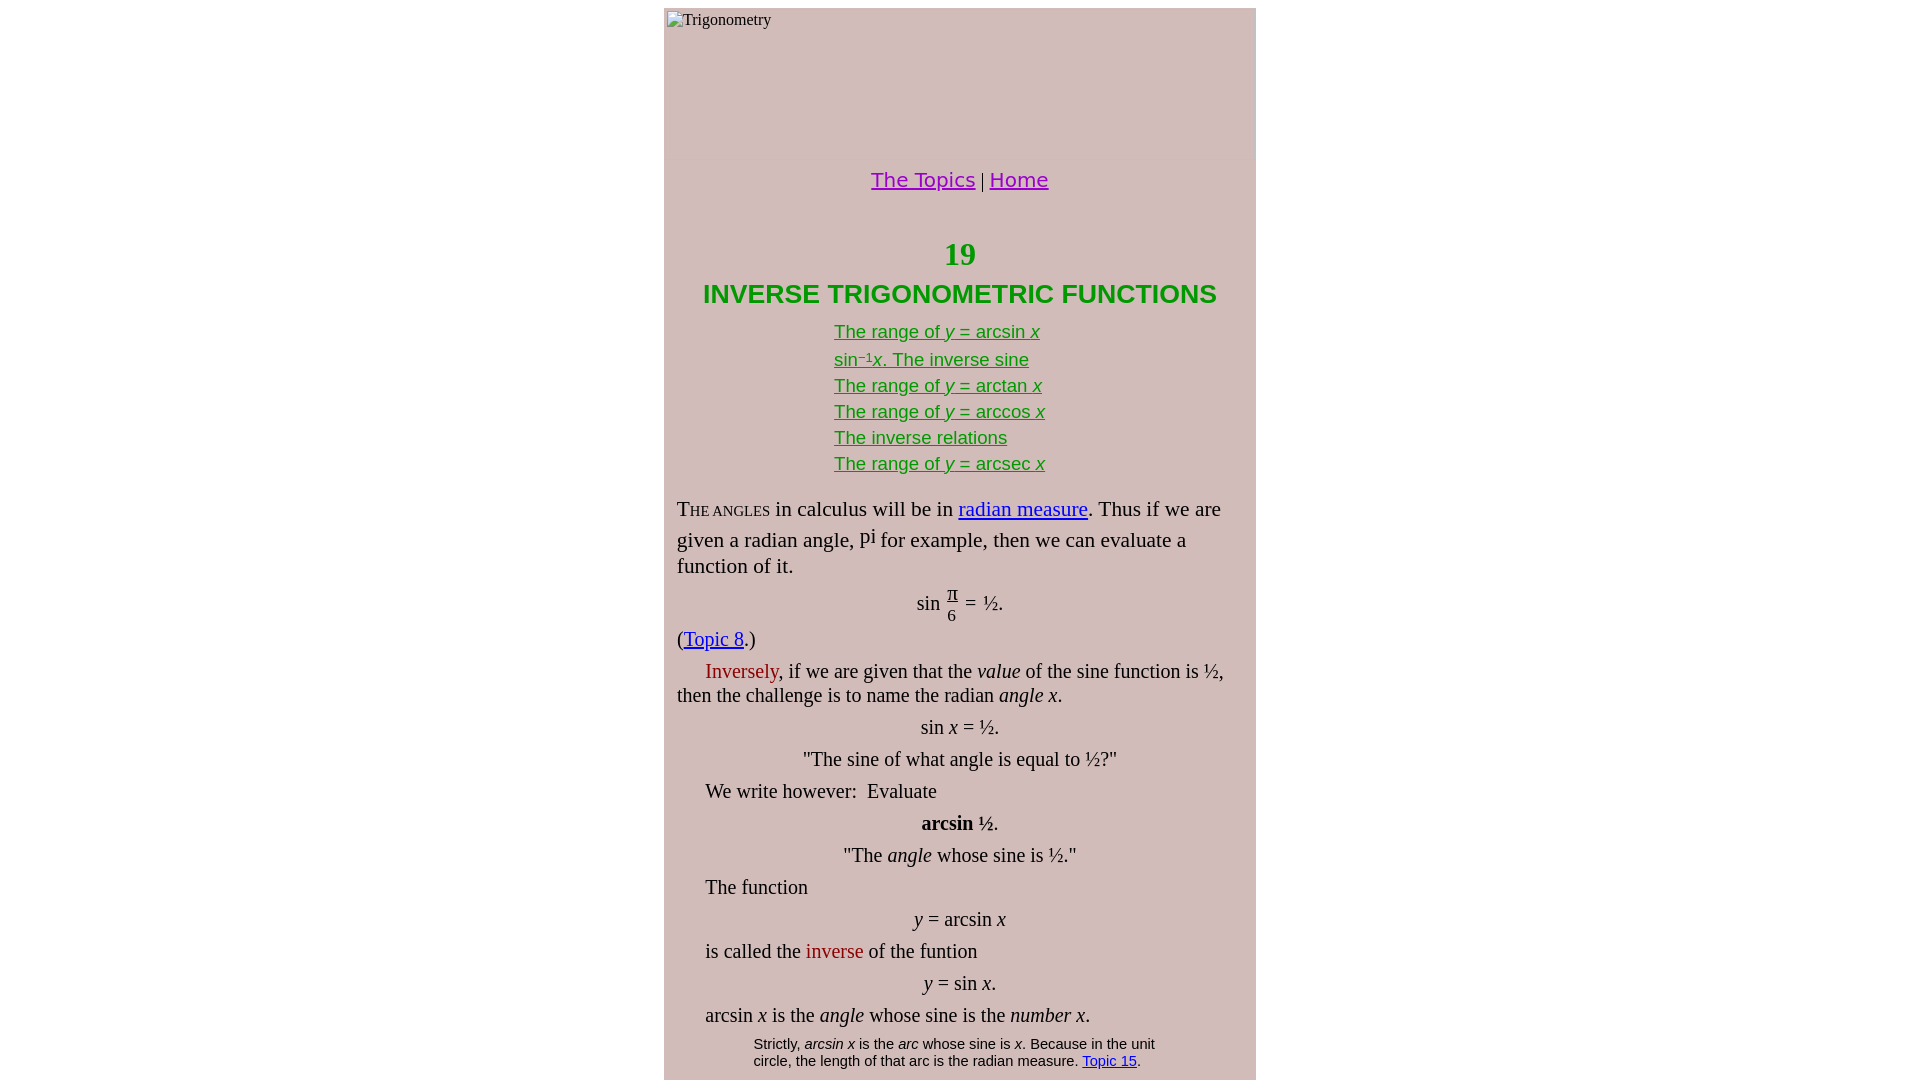 Trigonometry
The Topics | Home
19
INVERSE TRIGONOMETRIC FUNCTIONS
The range of y = arcsin x
sin−1x. The inverse sine
The range of y = arctan x
The range of y = arccos x
The inverse relations
The range of y = arcsec x
THE ANGLES in calculus will be in radian measure. Thus if we are
given a radian angle, pi for example, then we can evaluate a
function of it.
sin π/6 = ½.
(Topic 8.)
Inversely, if we are given that the value of the sine function is ½,
then the challenge is to name the radian angle x.
sin x = ½.
"The sine of what angle is equal to ½?"
We write however:  Evaluate
arcsin ½.
"The angle whose sine is ½."
The function
y = arcsin x
is called the inverse of the funtion
y = sin x.
arcsin x is the angle whose sine is the number x.
Strictly, arcsin x is the arc whose sine is x. Because in the unit
circle, the length of that arc is the radian measure. Topic 15.